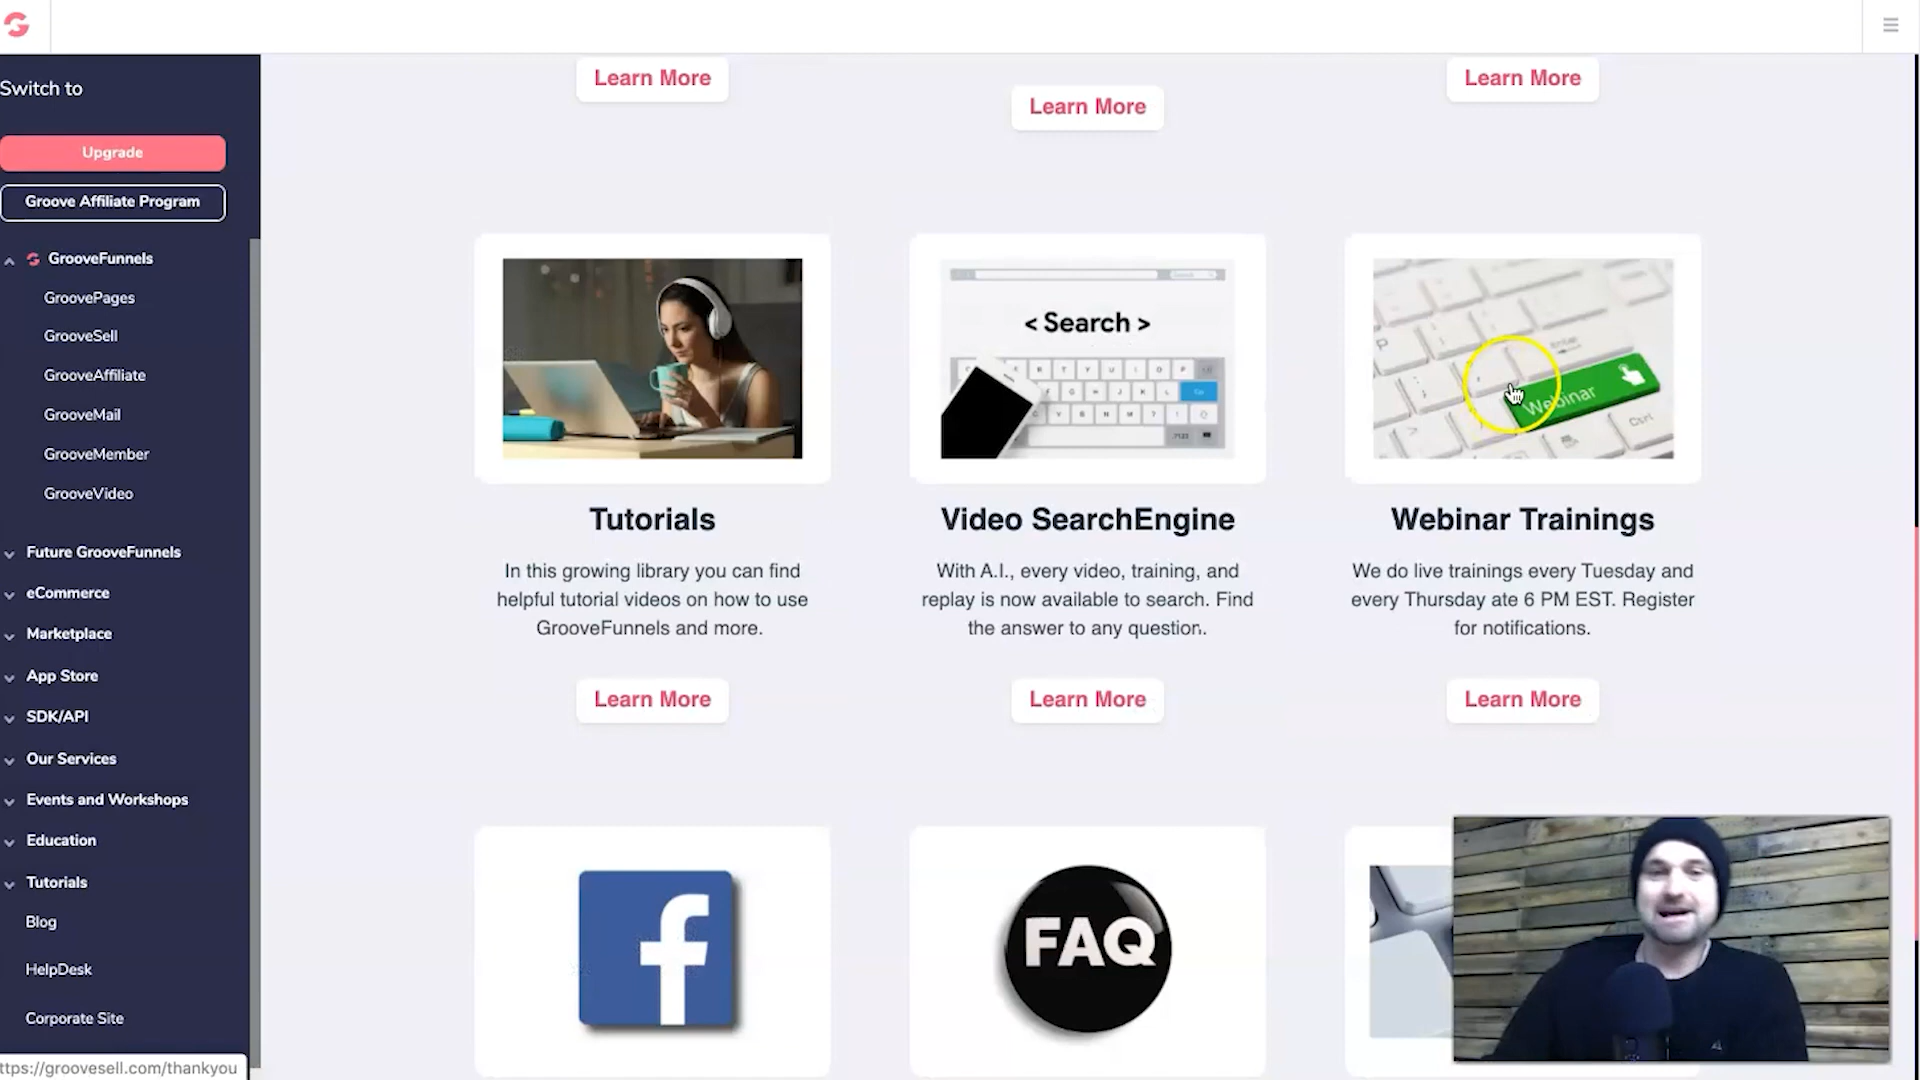 Switch to
Upgrade
Groove Affiliate Program
GrooveFunnels
GroovePages
GrooveSell
GrooveAffiliate
GrooveMail
GrooveMember
GrooveVideo
Future GrooveFunnels
eCommerce
Marketplace
App Store
SDK/API
Our Services
Events and Workshops
Education
Tutorials
Blog
HelpDesk
Corporate Site
ttps://groovesell.com/thankyou
Learn More
Learn More
Learn More
Tutorials
In this growing library you can find
helpful tutorial videos on how to use
GrooveFunnels and more.
Learn More
< Search >
Video SearchEngine
With A.I., every video, training, and
replay is now available to search. Find
the answer to any question.
Learn More
Webinar
Ctrl
Webinar Trainings
We do live trainings every Tuesday and
every Thursday ate 6 PM EST. Register
for notifications.
Learn More
f
FAQ